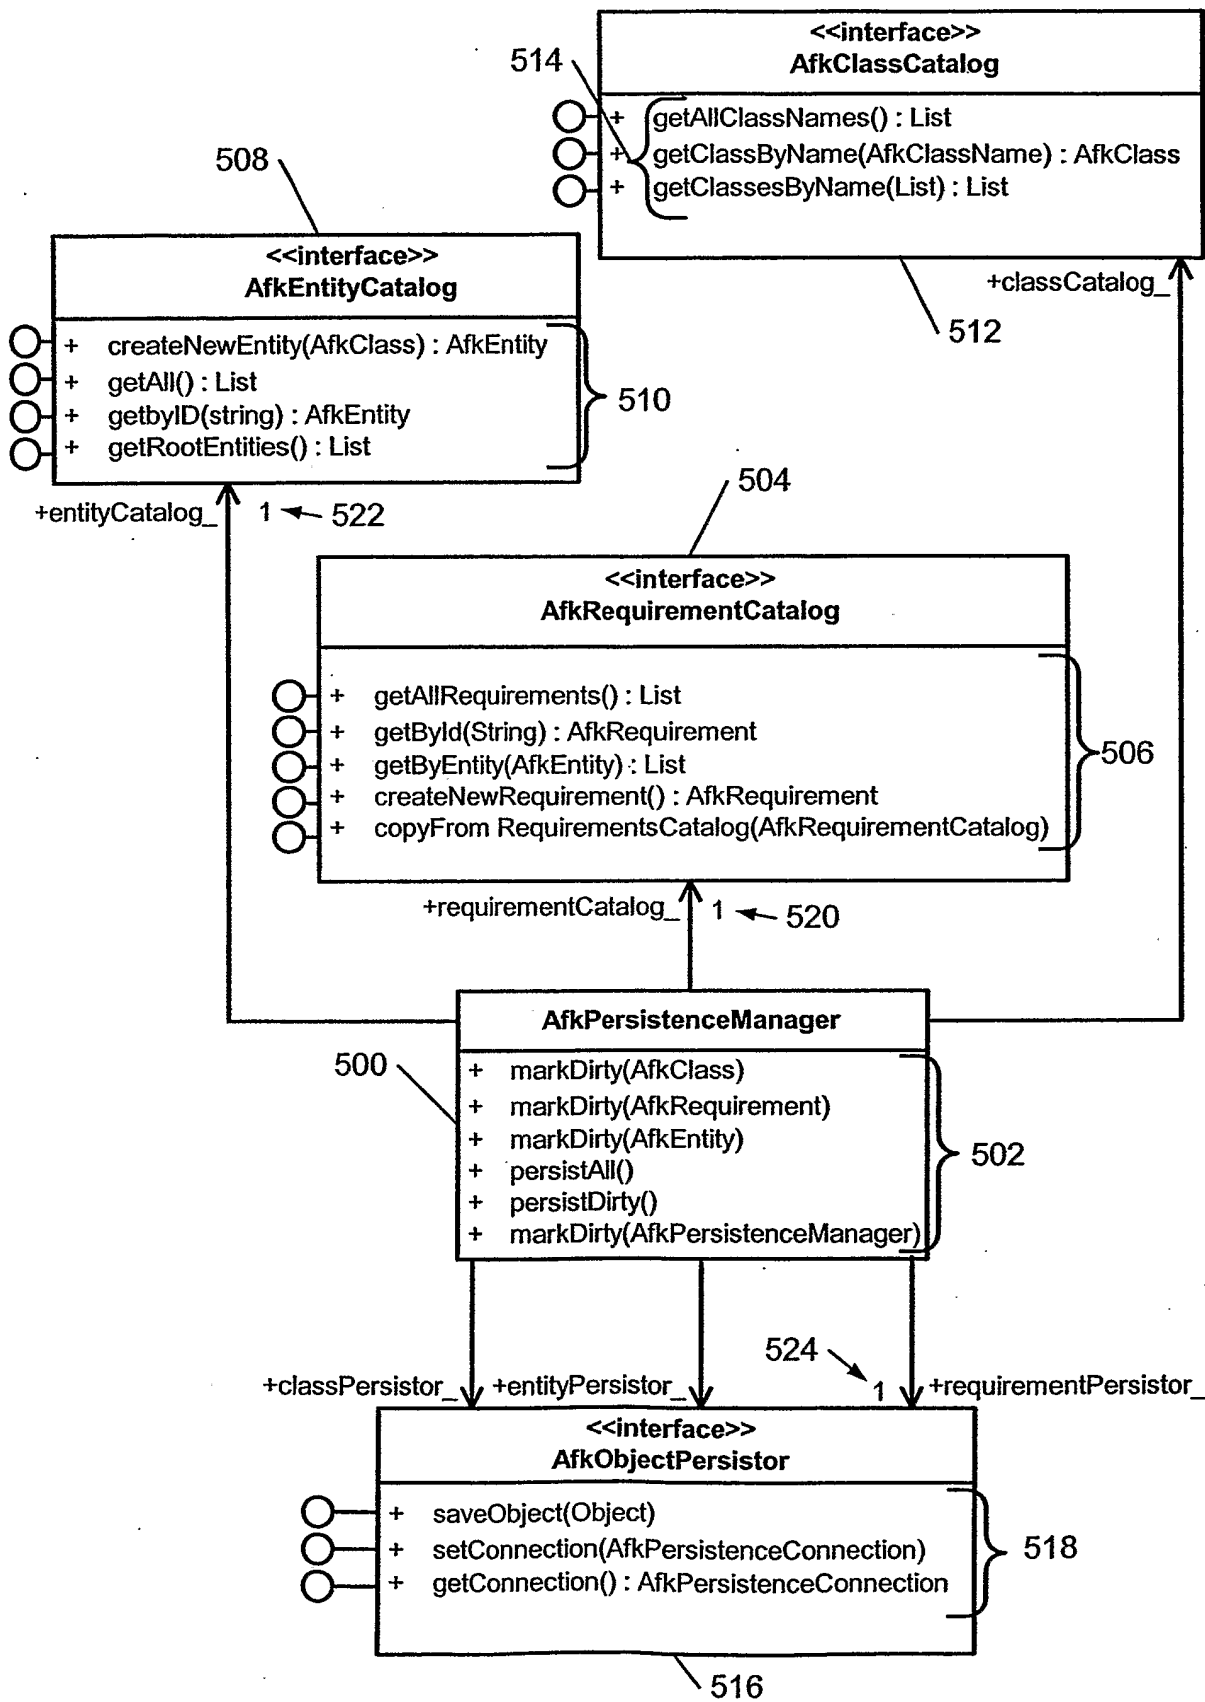 <<interface>>
AfkClassCatalog
514
+ getAllClassNames() : List
+ getClassByName(AfkClassName) : AfkClass
+ getClassesByName(List) : List
508
<<interface>>
AfkEntityCatalog
+classCatalog_
512
+ createNewEntity(AfkClass) : AfkEntity
+ getAll() : List
+ getbyID(string) : AfkEntity
+ getRootEntities() : List
510
+entityCatalog_ 1 522
504
<<interface>>
AfkRequirementCatalog
+ getAllRequirements() : List
+ getById(String) : AfkRequirement
+ getByEntity(AfkEntity) : List
+ createNewRequirement() : AfkRequirement
+ copyFrom RequirementsCatalog(AfkRequirementCatalog)
506
+requirementCatalog_ 1 520
AfkPersistenceManager
500
+ markDirty(AfkClass)
+ markDirty(AfkRequirement)
+ markDirty(AfkEntity)
+ persistAll()
+ persistDirty()
+ markDirty(AfkPersistenceManager)
502
524
+classPersistor_ +entityPersistor_ 1 +requirementPersistor_
<<interface>>
AfkObjectPersistor
+ saveObject(Object)
+ setConnection(AfkPersistenceConnection)
+ getConnection() : AfkPersistenceConnection
518
516